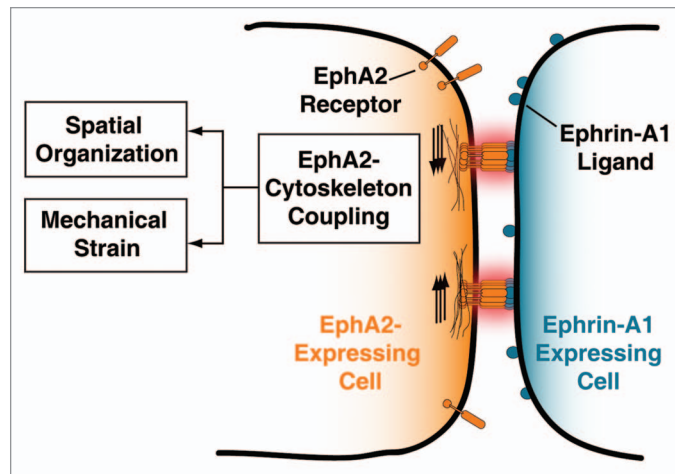 EphA2
Receptor
Ephrin-A1
Ligand
Spatial
Organization
EphA2-
Cytoskeleton
Coupling
Mechanical
Strain
EphA2-
Expressing
Cell
Ephrin-A1
Expressing
Cell